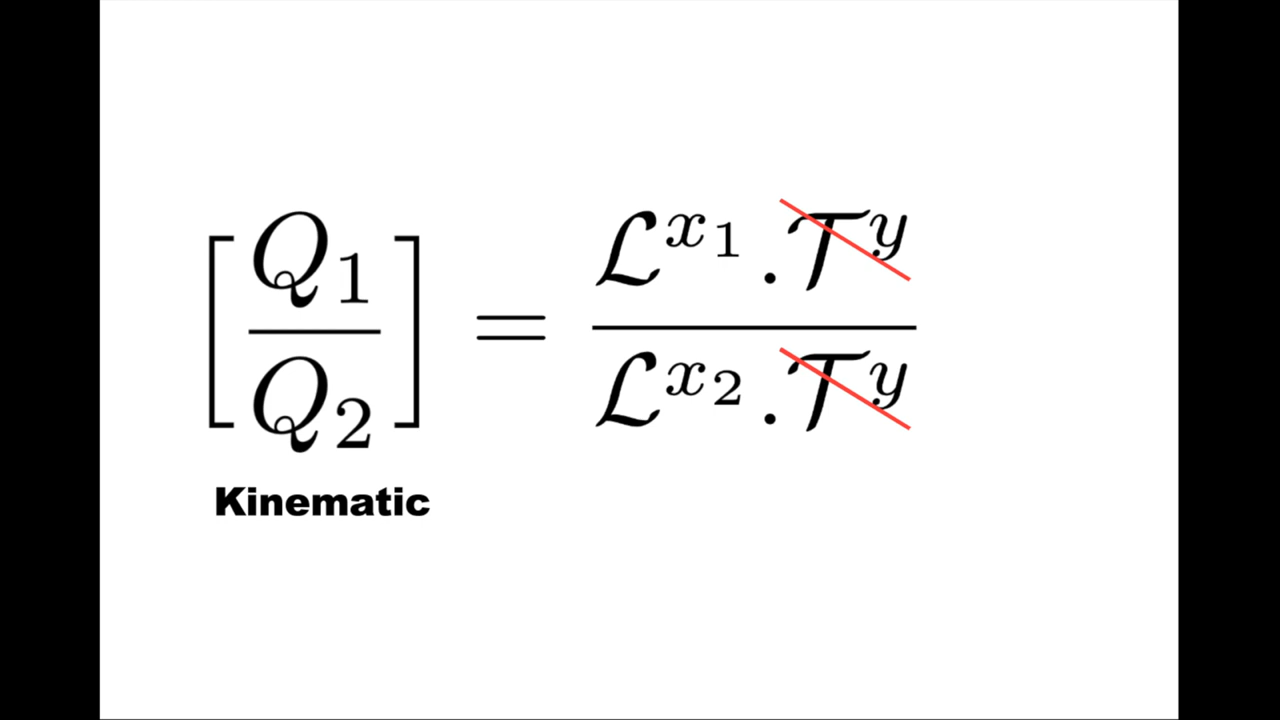 [Q₁/Q₂] = ℒ^x₁ . 𝒯^y / ℒ^x₂ . 𝒯^y
Kinematic